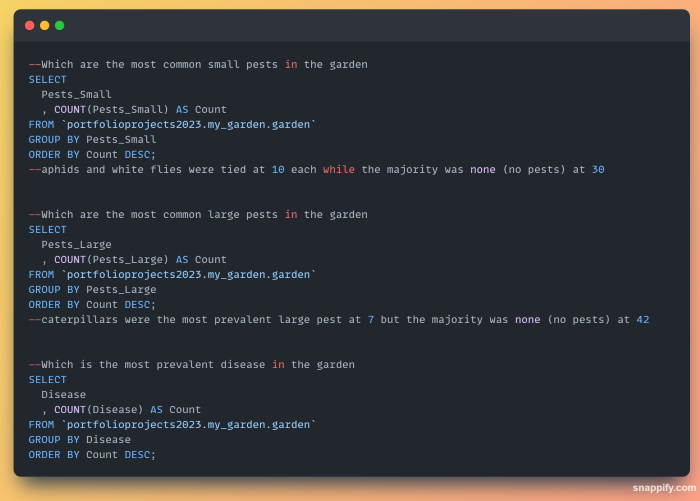 --Which are the most common small pests in the garden
SELECT
  Pests_Small
  , COUNT(Pests_Small) AS Count
FROM `portfolioprojects2023.my_garden.garden`
GROUP BY Pests_Small
ORDER BY Count DESC;
--aphids and white flies were tied at 10 each while the majority was none (no pests) at 30
--Which are the most common large pests in the garden
SELECT
  Pests_Large
  , COUNT(Pests_Large) AS Count
FROM `portfolioprojects2023.my_garden.garden`
GROUP BY Pests_Large
ORDER BY Count DESC;
--caterpillars were the most prevalent large pest at 7 but the majority was none (no pests) at 42
--Which is the most prevalent disease in the garden
SELECT
  Disease
  , COUNT(Disease) AS Count
FROM `portfolioprojects2023.my_garden.garden`
GROUP BY Disease
ORDER BY Count DESC;
snappify.com